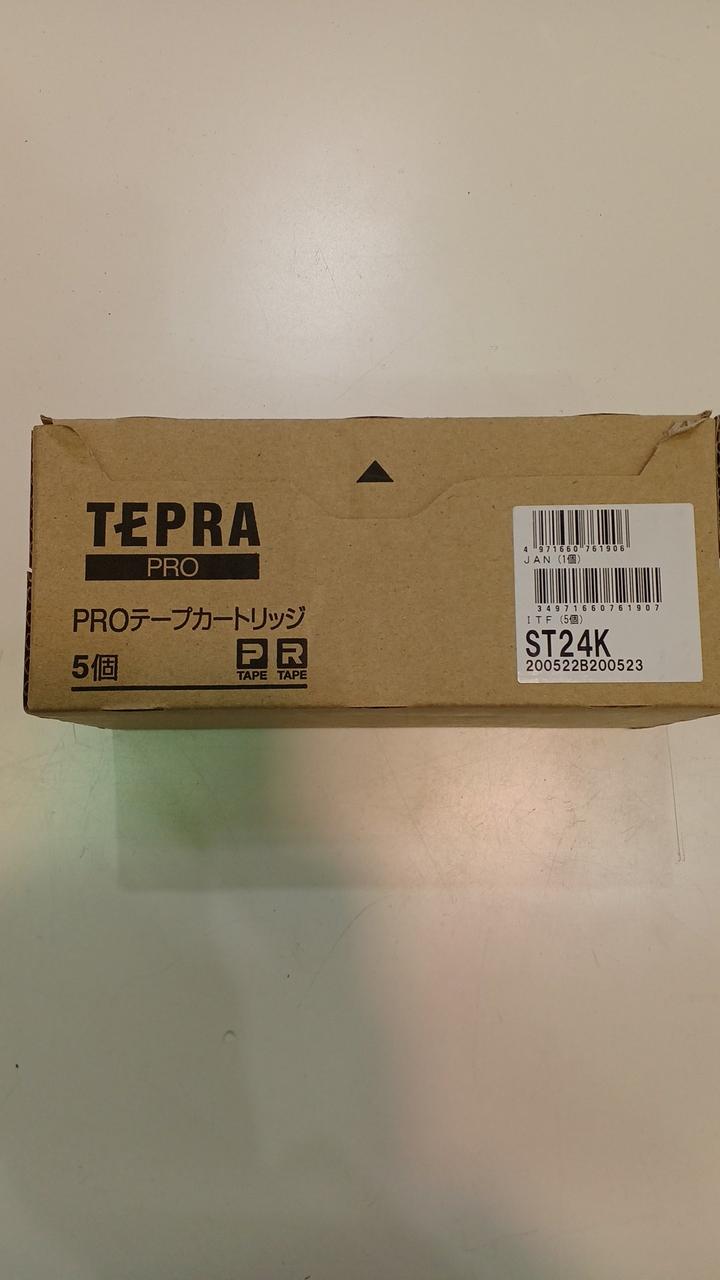 TEPRA
PRO
PROテープカートリッジ
5個
P TAPE R TAPE
4 971660 761906
JAN (1個)
34971660761907
ITF (5個)
ST24K
200522B200523